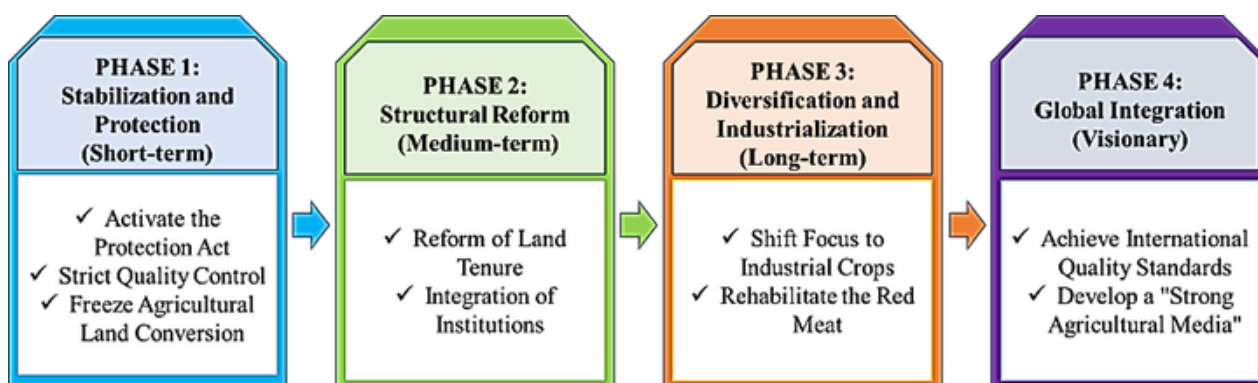 PHASE 1:
Stabilization and
Protection
(Short-term)
✓ Activate the
Protection Act
✓ Strict Quality Control
✓ Freeze Agricultural
Land Conversion
PHASE 2:
Structural Reform
(Medium-term)
✓ Reform of Land
Tenure
✓ Integration of
Institutions
PHASE 3:
Diversification and
Industrialization
(Long-term)
✓ Shift Focus to
Industrial Crops
✓ Rehabilitate the Red
Meat
PHASE 4:
Global Integration
(Visionary)
✓ Achieve International
Quality Standards
✓ Develop a "Strong
Agricultural Media"